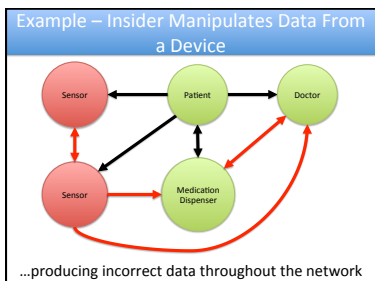 Example – Insider Manipulates Data From
a Device
Sensor
Patient
Doctor
Sensor
Medication
Dispenser
…producing incorrect data throughout the network